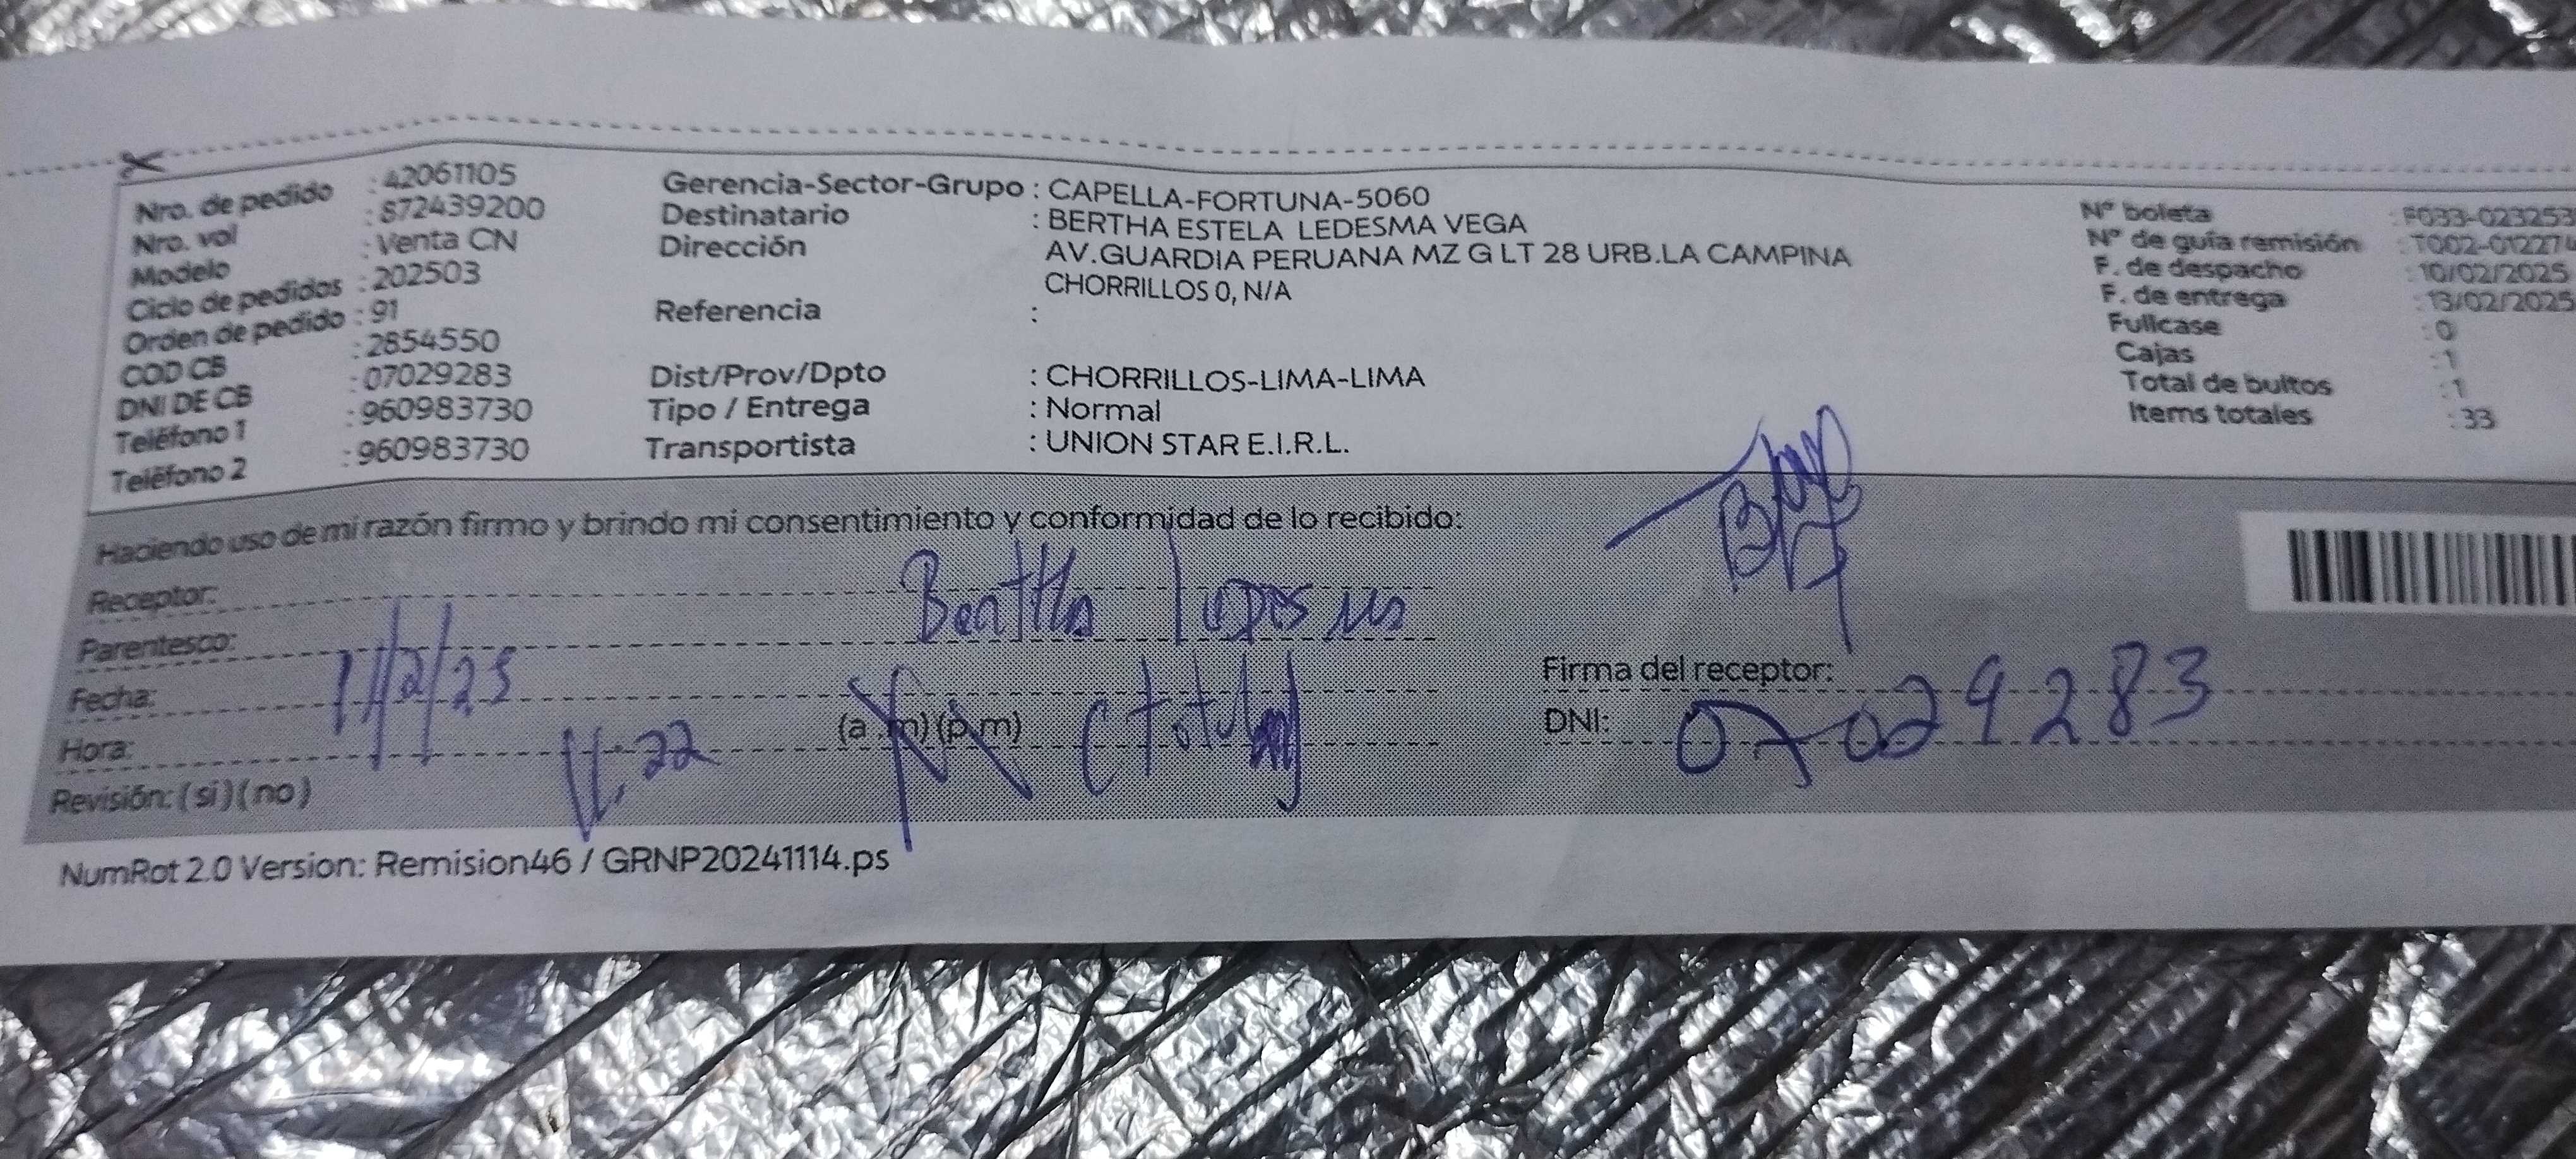 Nro. de pedido : 42061105
Nro. vol : 872439200
Modelo : Venta CN
Ciclo de pedidos : 202503
Orden de pedido : 91
COD CB : 2854550
DNI DE CB : 07029283
Teléfono 1 : 960983730
Teléfono 2 : 960983730
Gerencia-Sector-Grupo : CAPELLA-FORTUNA-5060
Destinatario : BERTHA ESTELA LEDESMA VEGA
Dirección AV.GUARDIA PERUANA MZ G LT 28 URB.LA CAMPINA
CHORRILLOS 0, N/A
Referencia :
Dist/Prov/Dpto : CHORRILLOS-LIMA-LIMA
Tipo / Entrega : Normal
Transportista : UNION STAR E.I.R.L.
N° boleta : F033-023253
N° de guía remisión : T002-012274
F. de despacho : 10/02/2025
F. de entrega : 13/02/2025
Fullcase : 0
Cajas : 1
Total de bultos : 1
Items totales : 33
Haciendo uso de mi razón firmo y brindo mi consentimiento y conformidad de lo recibido:
Receptor:
Parentesco:
Fecha: 11/2/25
Hora: 11:22 (a.m)(p.m)
Revisión: (si)(no)
Firma del receptor:
DNI: 07029283
NumRot 2.0 Version: Remision46 / GRNP20241114.ps